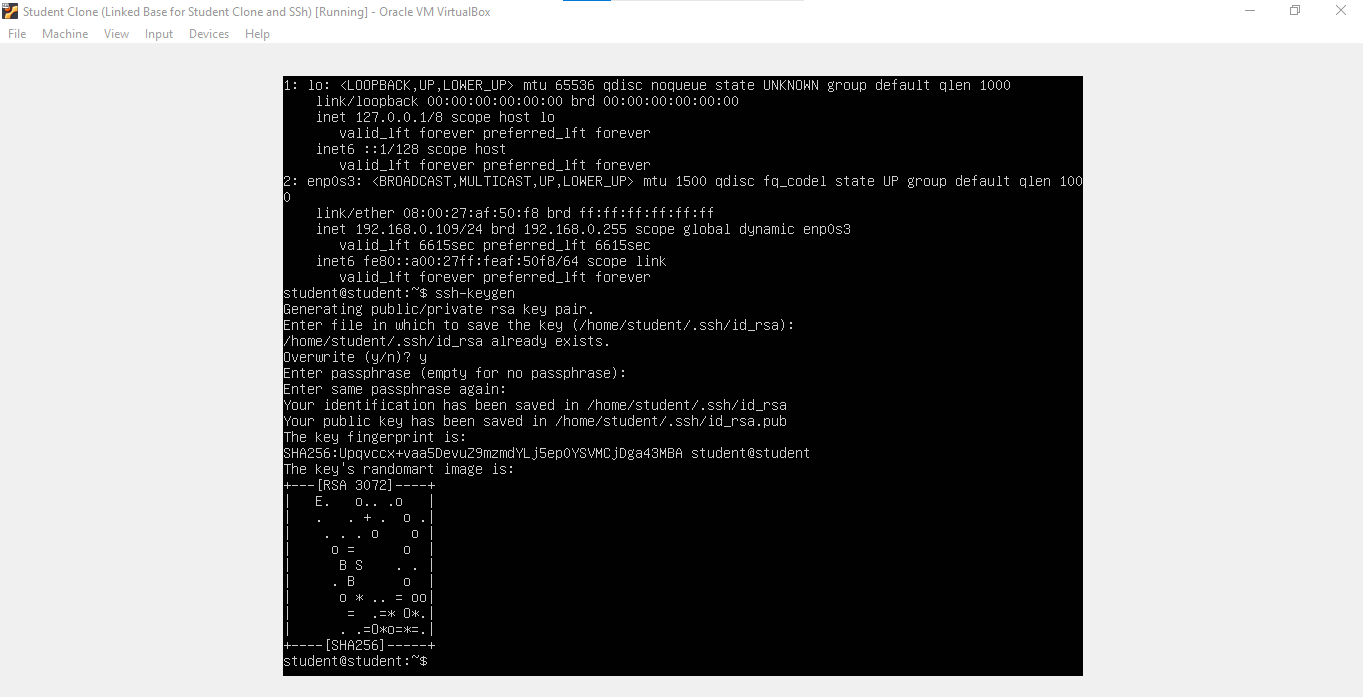 Student Clone (Linked Base for Student Clone and SSh) [Running] - Oracle VM VirtualBox
File Machine View Input Devices Help
1: lo: <LOOPBACK,UP,LOWER_UP> mtu 65536 qdisc noqueue state UNKNOWN group default qlen 1000
    link/loopback 00:00:00:00:00:00 brd 00:00:00:00:00:00
    inet 127.0.0.1/8 scope host lo
       valid_lft forever preferred_lft forever
    inet6 ::1/128 scope host
       valid_lft forever preferred_lft forever
2: enp0s3: <BROADCAST,MULTICAST,UP,LOWER_UP> mtu 1500 qdisc fq_codel state UP group default qlen 100
0
    link/ether 08:00:27:af:50:f8 brd ff:ff:ff:ff:ff:ff
    inet 192.168.0.109/24 brd 192.168.0.255 scope global dynamic enp0s3
       valid_lft 6615sec preferred_lft 6615sec
    inet6 fe80::a00:27ff:feaf:50f8/64 scope link
       valid_lft forever preferred_lft forever
student@student:~$ ssh-keygen
Generating public/private rsa key pair.
Enter file in which to save the key (/home/student/.ssh/id_rsa):
/home/student/.ssh/id_rsa already exists.
Overwrite (y/n)? y
Enter passphrase (empty for no passphrase):
Enter same passphrase again:
Your identification has been saved in /home/student/.ssh/id_rsa
Your public key has been saved in /home/student/.ssh/id_rsa.pub
The key fingerprint is:
SHA256:Upqvccx+vaa5DevuZ9mzmdYLj5epOYSVMCjDga43MBA student@student
The key's randomart image is:
+---[RSA 3072]----+
|   E.   o.. .o   |
|   .   . + .  o .|
|    . . . o    o |
|     o =      o  |
|      B S    . . |
|     . B      o  |
|      o * .. = oo|
|       =  .=* O*.|
|      . .=O*o=*=.|
+----[SHA256]-----+
student@student:~$